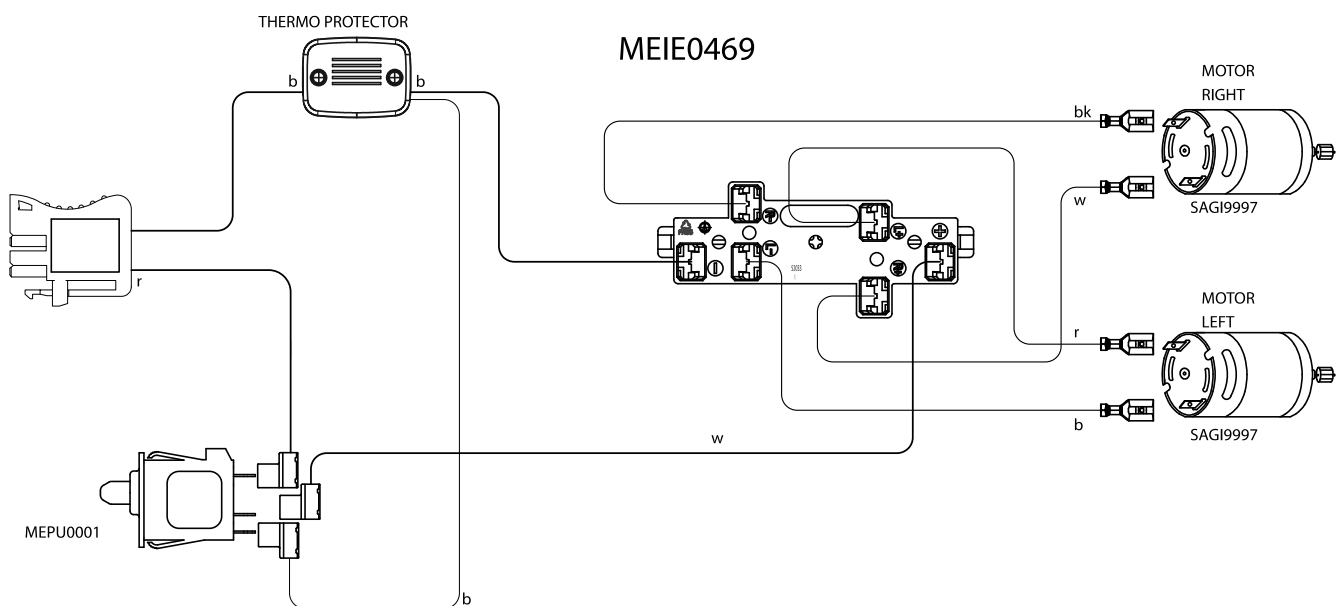 THERMO PROTECTOR
MEIE0469
b
b
MOTOR
RIGHT
bk
w
SAGI9997
r
MOTOR
LEFT
r
b
SAGI9997
w
MEPU0001
b